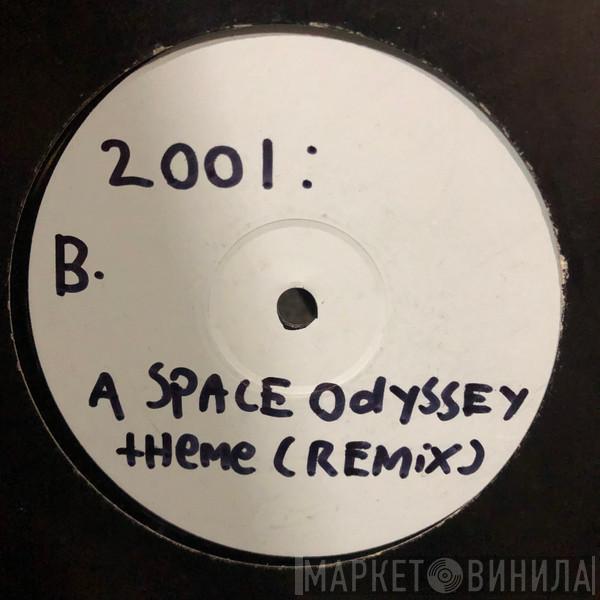 2001:
B.
A SPACE OdYSSEY
tHeme (REMiX)
МАРКЕТ ВИНИЛА